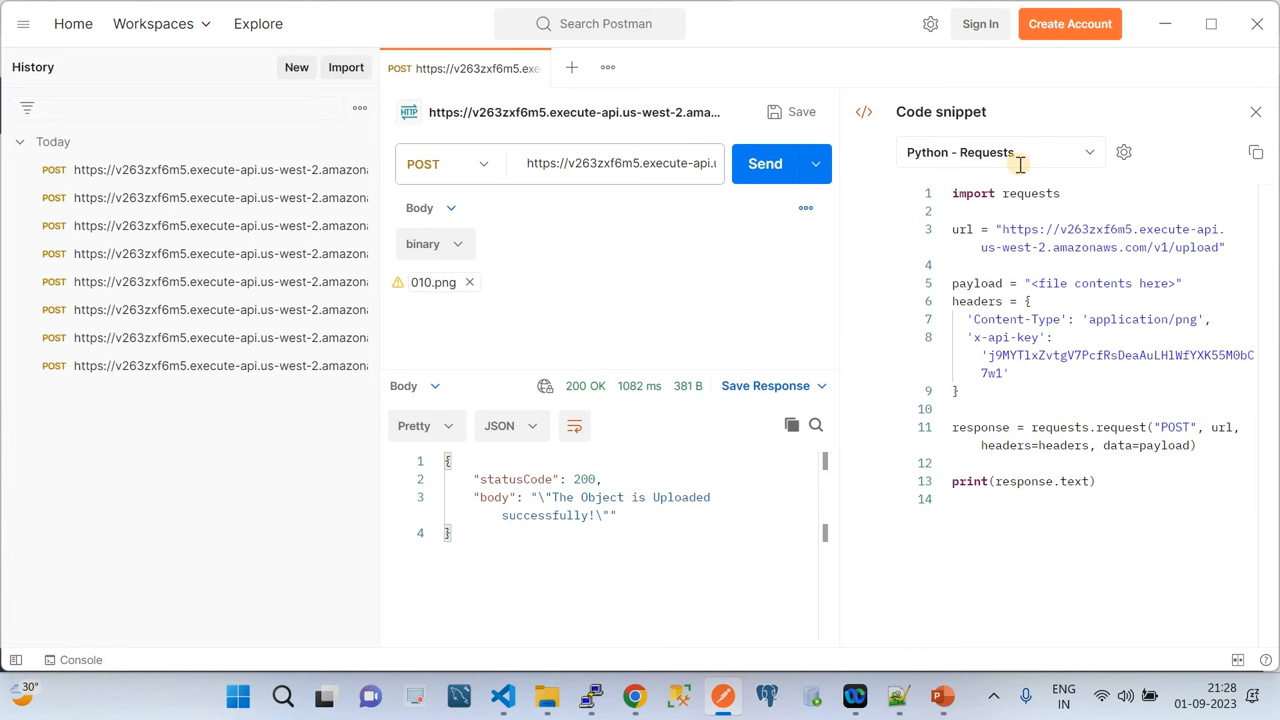 Home
Workspaces
Explore
Search Postman
Sign In
Create Account
History
New
Import
POST https://v263zxf6m5.exe
https://v263zxf6m5.execute-api.us-west-2.ama...
Save
Code snippet
Today
POST
https://v263zxf6m5.execute-api.u
Send
Python - Requests
POST https://v263zxf6m5.execute-api.us-west-2.amazona
POST https://v263zxf6m5.execute-api.us-west-2.amazona
POST https://v263zxf6m5.execute-api.us-west-2.amazona
POST https://v263zxf6m5.execute-api.us-west-2.amazona
POST https://v263zxf6m5.execute-api.us-west-2.amazona
POST https://v263zxf6m5.execute-api.us-west-2.amazona
POST https://v263zxf6m5.execute-api.us-west-2.amazona
POST https://v263zxf6m5.execute-api.us-west-2.amazona
Body
binary
010.png
Body
200 OK
1082 ms
381 B
Save Response
Pretty
JSON
1 {
2 "statusCode": 200,
3 "body": "\"The Object is Uploaded
successfully!\""
4 }
1 import requests
2
3 url = "https://v263zxf6m5.execute-api.
us-west-2.amazonaws.com/v1/upload"
4
5 payload = "<file contents here>"
6 headers = {
7 'Content-Type': 'application/png',
8 'x-api-key':
'j9MYTlxZvtgV7PcfRsDeaAuLHlWfYXK55M0bC
7w1'
9 }
10
11 response = requests.request("POST", url,
headers=headers, data=payload)
12
13 print(response.text)
14
Console
30°
ENG
IN
21:28
01-09-2023